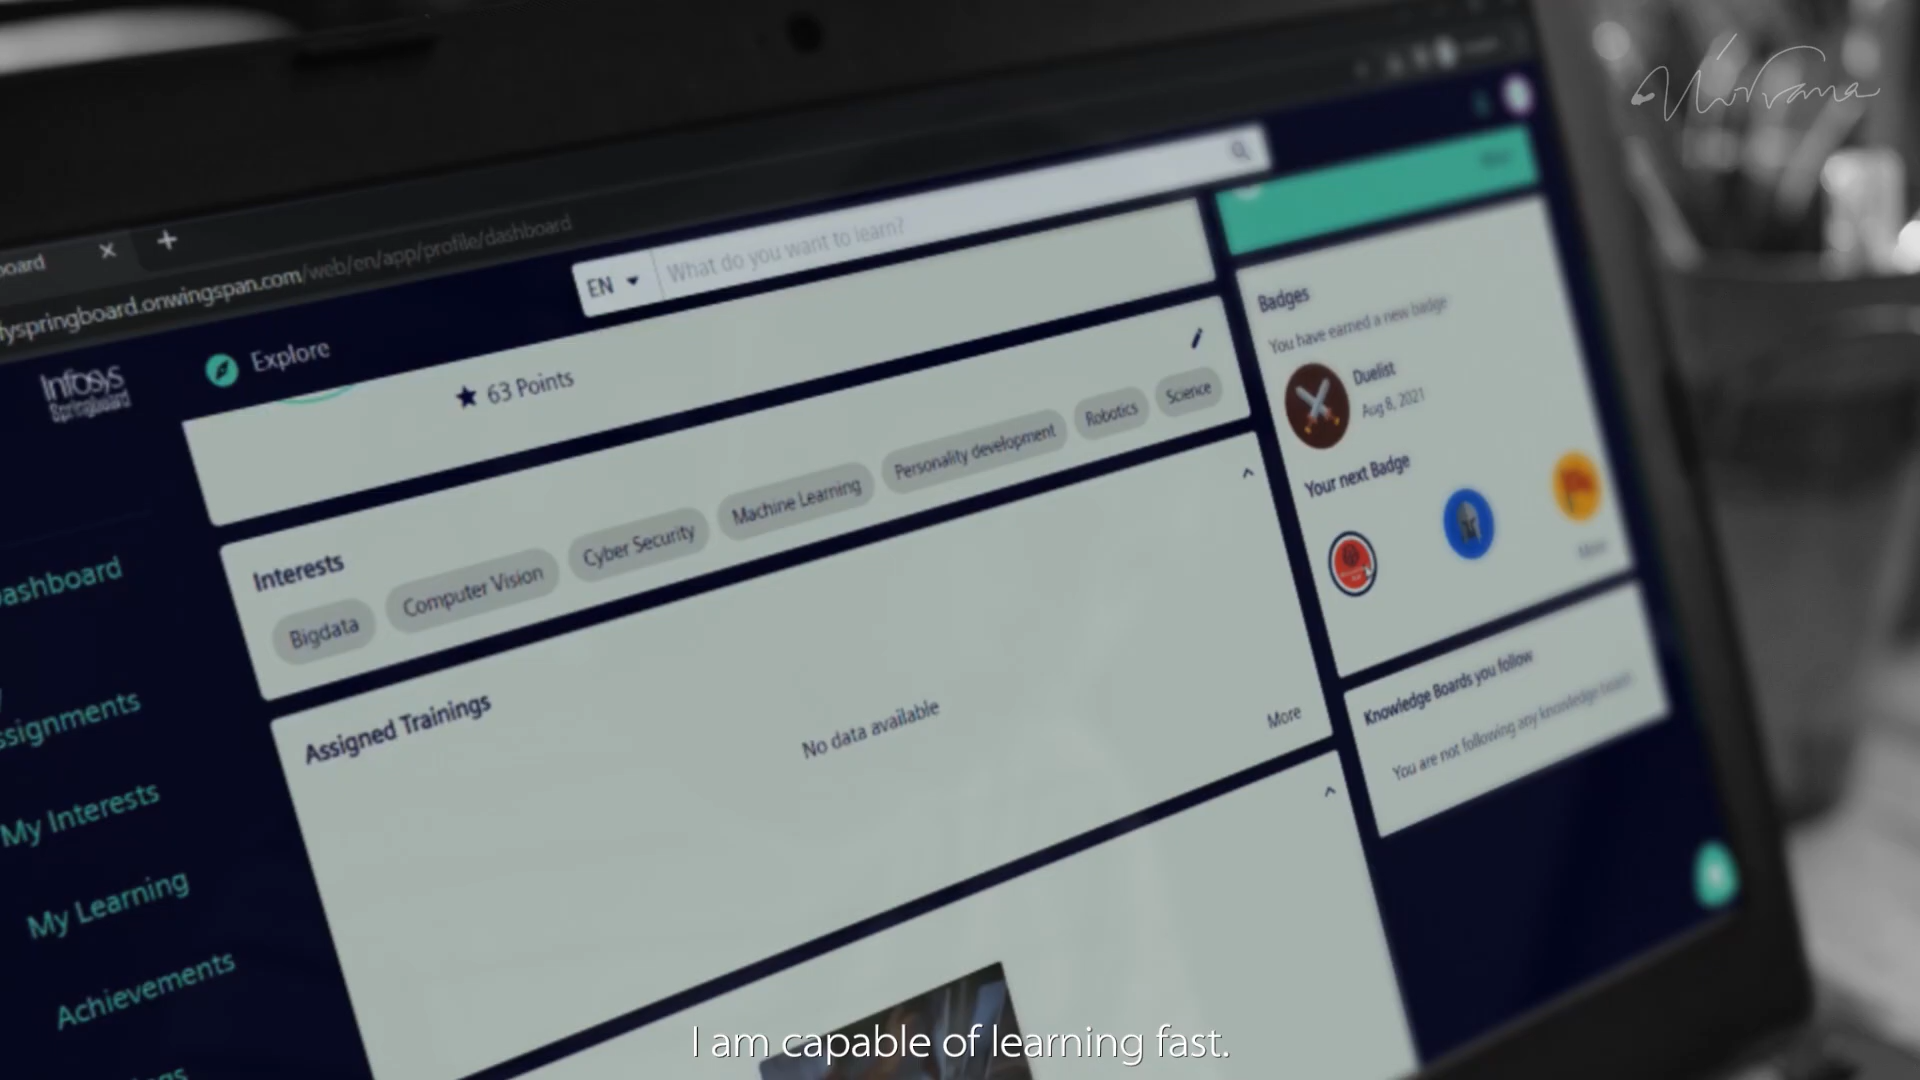 Nirvana
board
yspringboard.onwingspan.com/web/en/app/profile/dashboard
Infosys
Springboard
Explore
EN
What do you want to learn?
63 Points
Interests
Bigdata
Computer Vision
Cyber Security
Machine Learning
Personality development
Robotics
Science
Assigned Trainings
No data available
More
Dashboard
ssignments
My Interests
My Learning
Achievements
Badges
You have earned a new badge
Duelist
Aug 8, 2021
Your next Badge
More
Knowledge Boards you follow
You are not following any knowledge board
I am capable of learning fast.